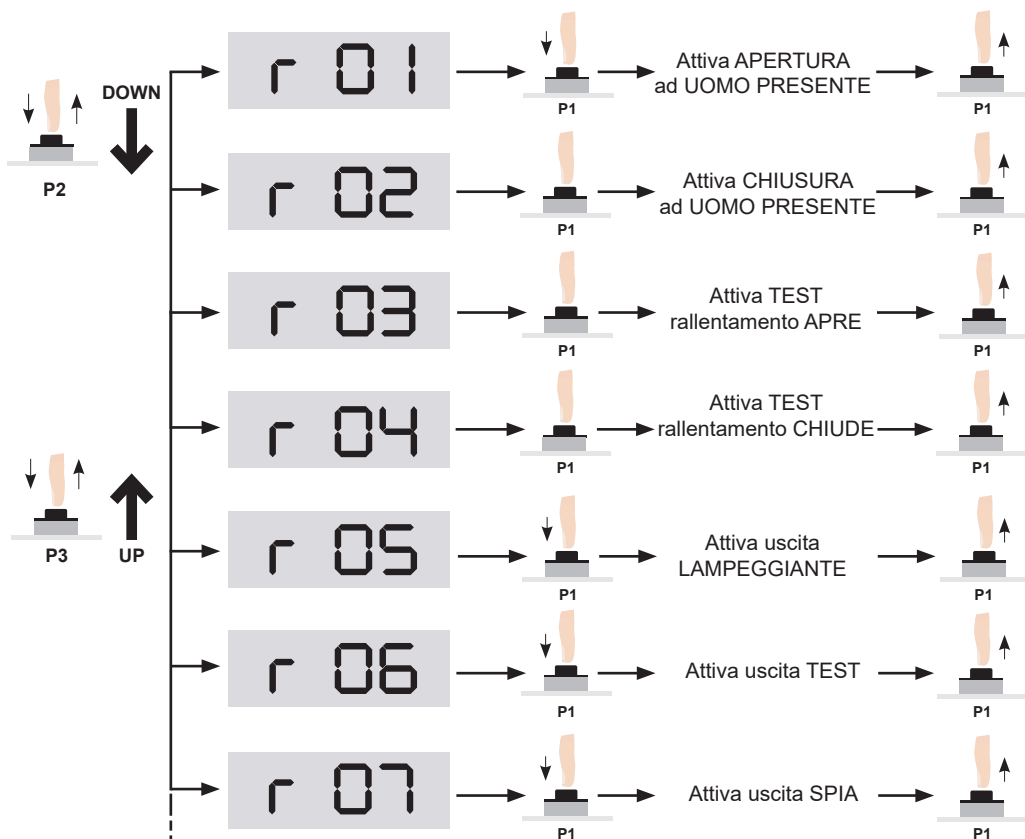 DOWN
P2
P3
UP
r 01
P1
Attiva APERTURA
ad UOMO PRESENTE
P1
r 02
P1
Attiva CHIUSURA
ad UOMO PRESENTE
P1
r 03
P1
Attiva TEST
rallentamento APRE
P1
r 04
P1
Attiva TEST
rallentamento CHIUDE
P1
r 05
P1
Attiva uscita
LAMPEGGIANTE
P1
r 06
P1
Attiva uscita TEST
P1
r 07
P1
Attiva uscita SPIA
P1